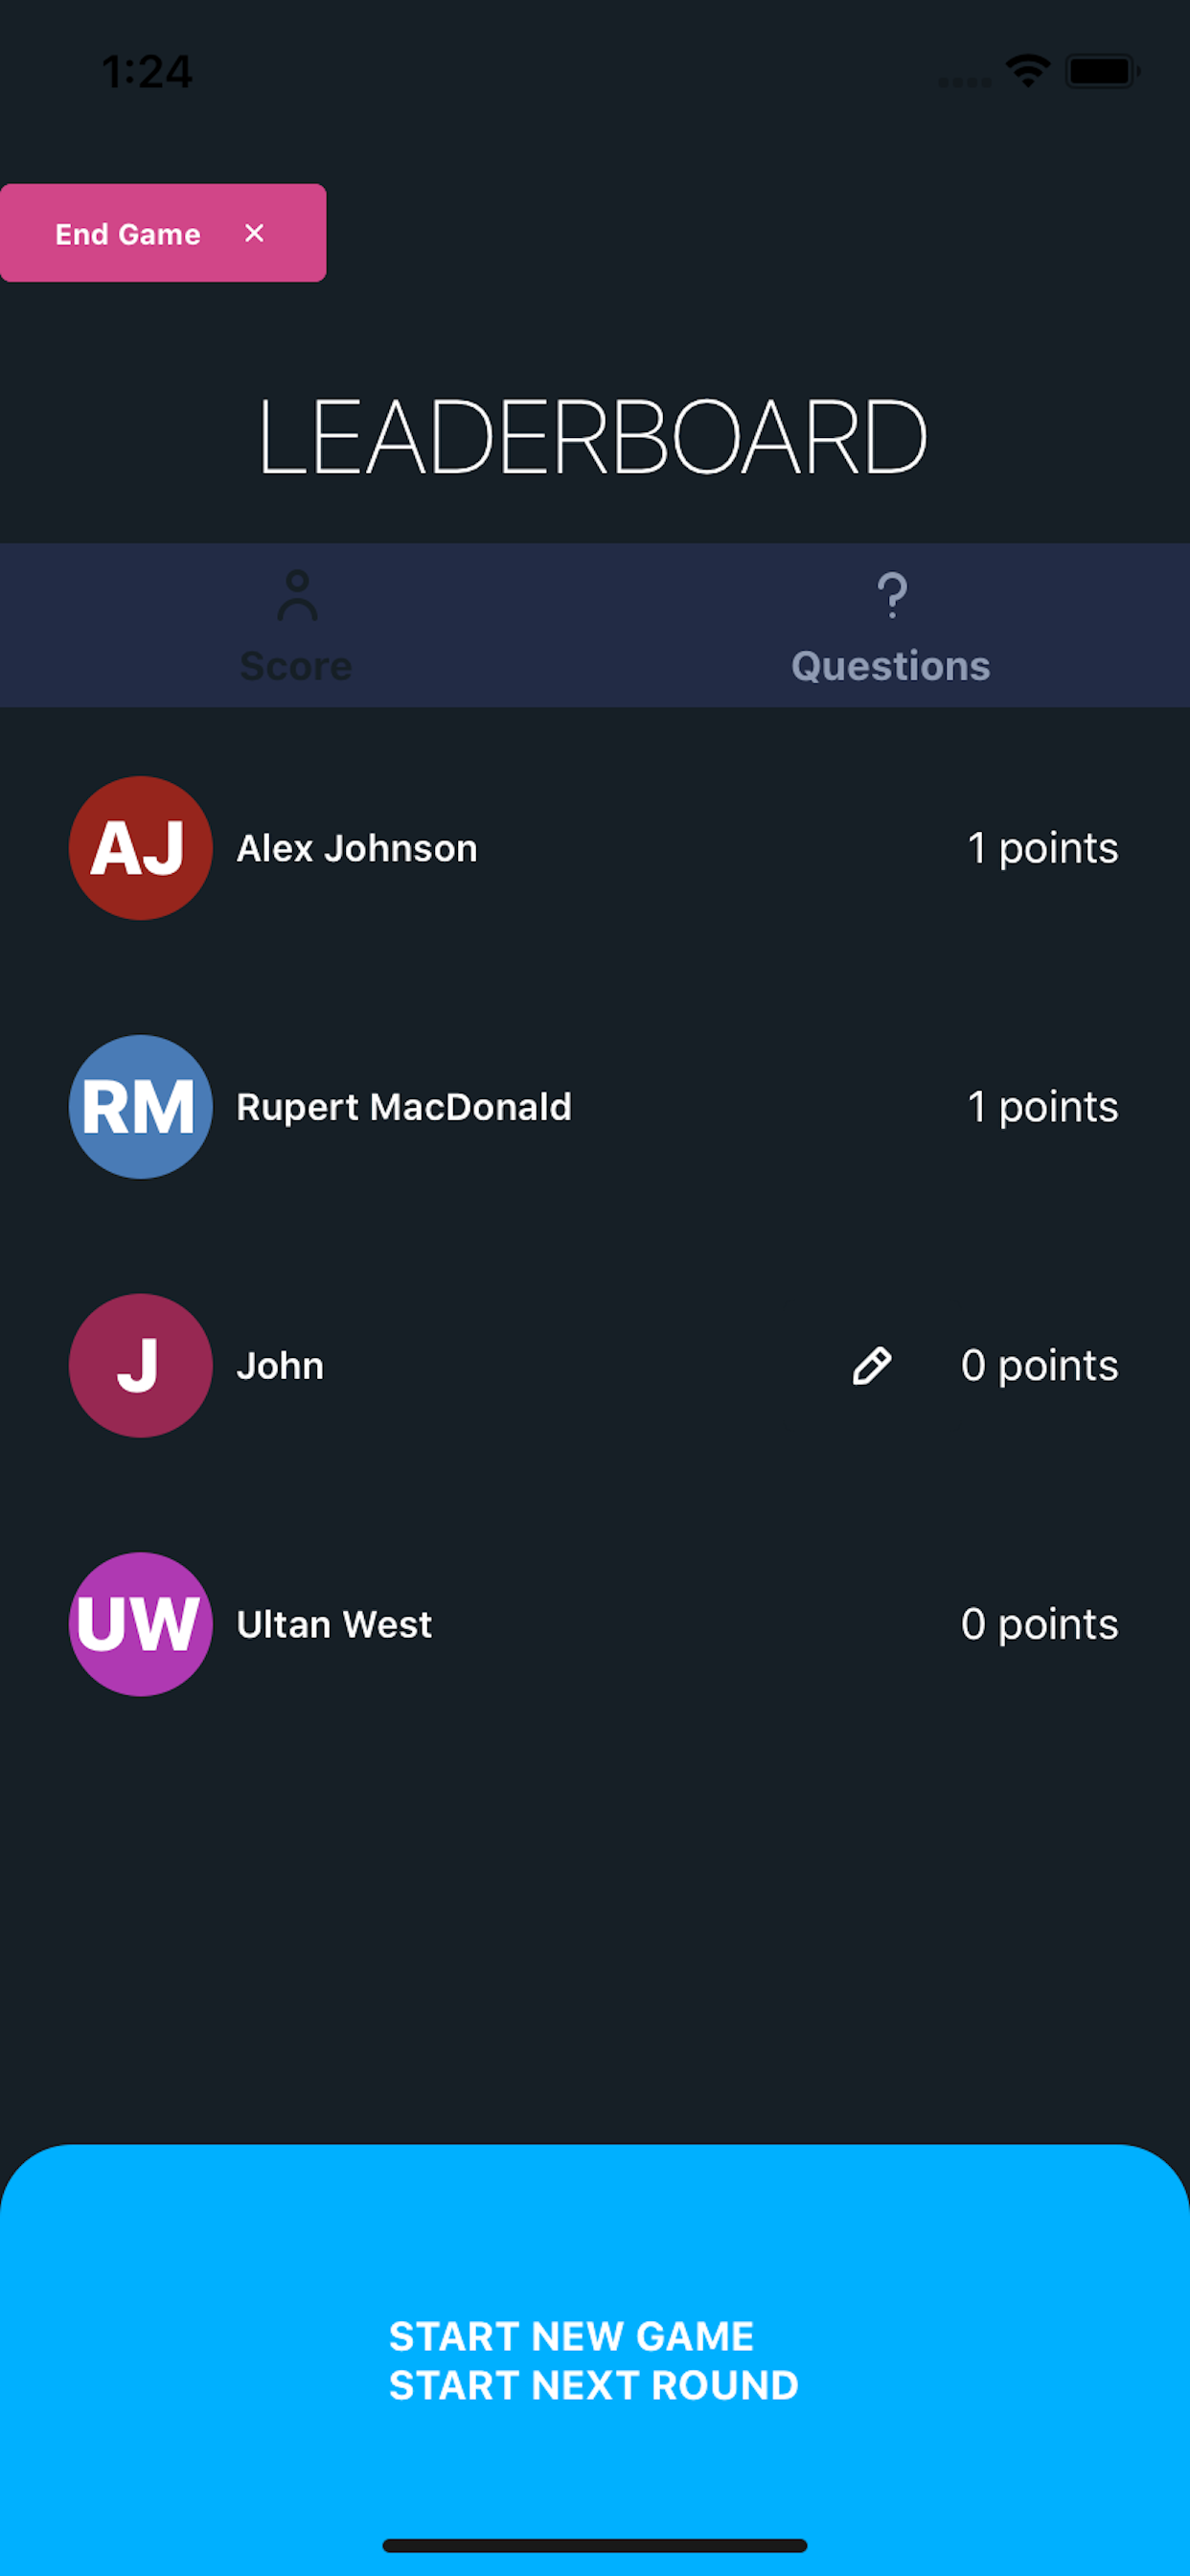 1:24
End Game ×
LEADERBOARD
Score Questions
AJ Alex Johnson 1 points
RM Rupert MacDonald 1 points
J John 0 points
UW Ultan West 0 points
START NEW GAME
START NEXT ROUND